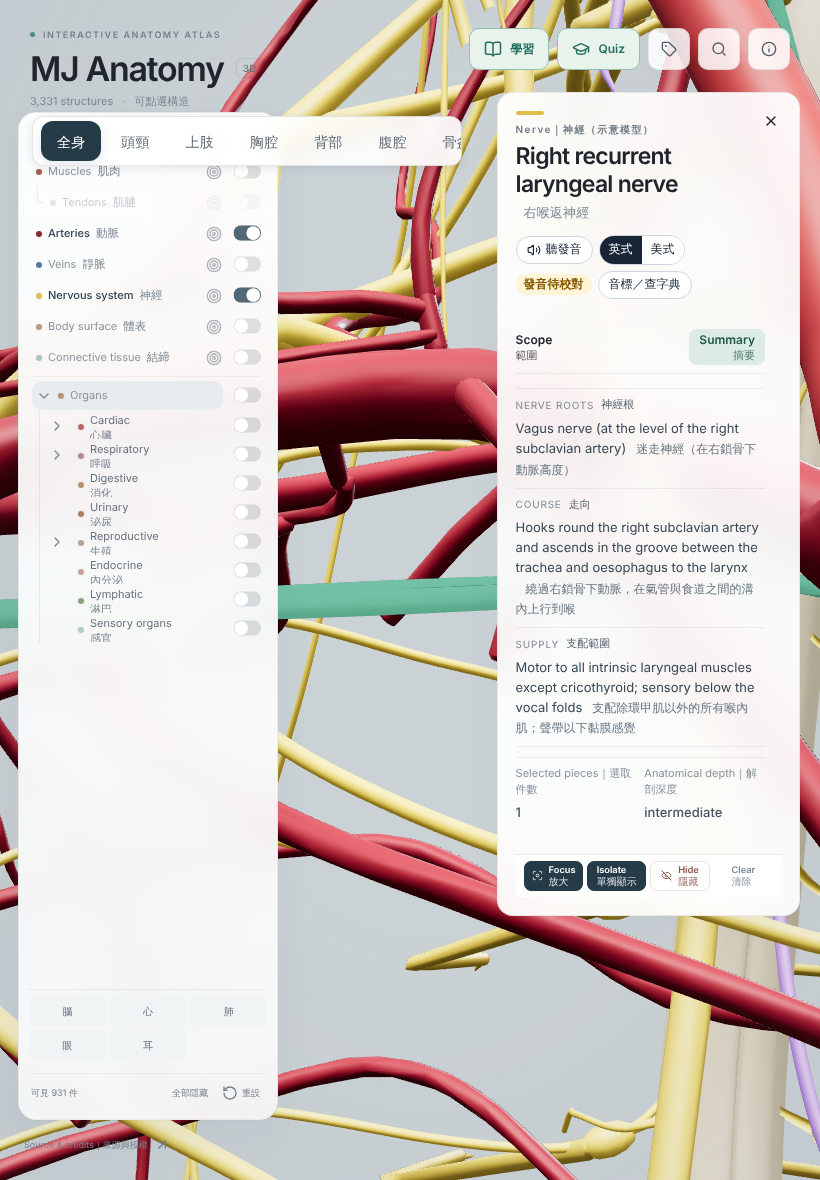 INTERACTIVE ANATOMY ATLAS
MJ Anatomy 3D
3,331 structures · 可點選構造
學習
Quiz
全身 頭頸 上肢 胸腔 背部 腹腔
Muscles 肌肉
Tendons 肌腱
Arteries 動脈
Veins 靜脈
Nervous system 神經
Body surface 體表
Connective tissue 結締
Organs
Cardiac
心臟
Respiratory
呼吸
Digestive
消化
Urinary
泌尿
Reproductive
生殖
Endocrine
內分泌
Lymphatic
淋巴
Sensory organs
感官
腦 心 肺
眼 耳
可見 931 件 全部隱藏 重設
Source & credits｜來源與授權
Nerve｜神經（示意模型）
Right recurrent
laryngeal nerve
右喉返神經
聽發音 英式 美式
發音待校對 音標／查字典
Scope
範圍
Summary
摘要
NERVE ROOTS 神經根
Vagus nerve (at the level of the right
subclavian artery) 迷走神經（在右鎖骨下
動脈高度）
COURSE 走向
Hooks round the right subclavian artery
and ascends in the groove between the
trachea and oesophagus to the larynx
繞過右鎖骨下動脈，在氣管與食道之間的溝
內上行到喉
SUPPLY 支配範圍
Motor to all intrinsic laryngeal muscles
except cricothyroid; sensory below the
vocal folds 支配除環甲肌以外的所有喉內
肌；聲帶以下黏膜感覺
Selected pieces｜選取
件數
Anatomical depth｜解
剖深度
1
intermediate
Focus
放大
Isolate
單獨顯示
Hide
隱藏
Clear
清除